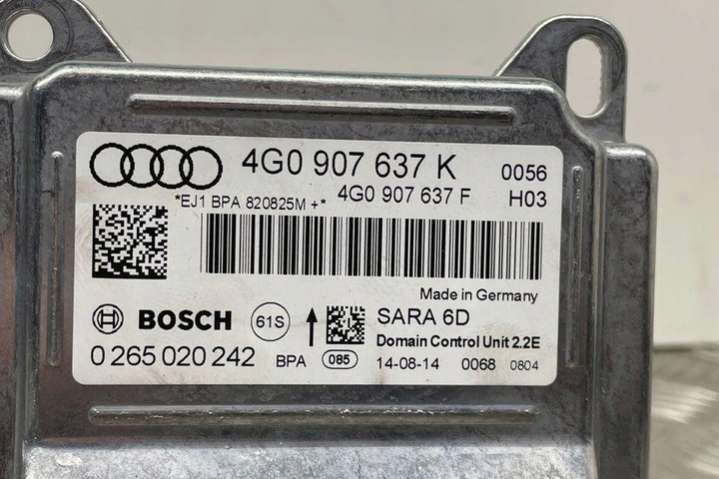 4G0 907 637 K 0056
*EJ1 BPA 820825M +* 4G0 907 637 F H03
Made in Germany
BOSCH 61S SARA 6D
Domain Control Unit 2.2E
0 265 020 242 BPA 085 14-08-14 0068 0804